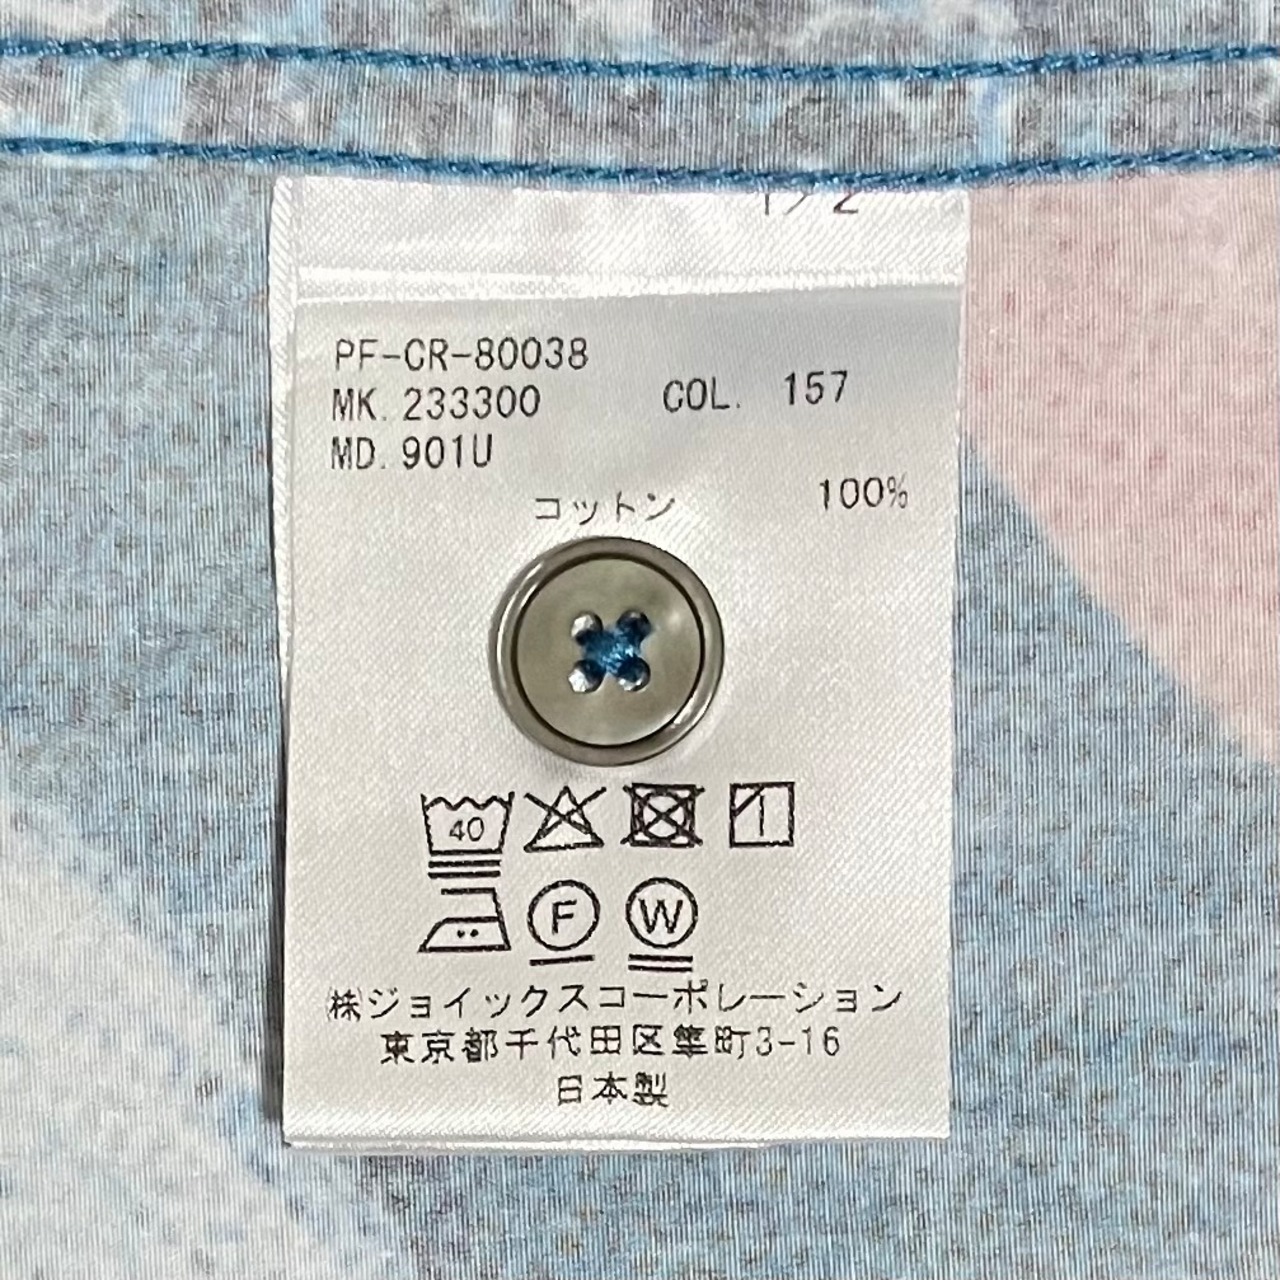 1/2
PF-CR-80038
MK. 233300 COL. 157
MD. 901U
コットン 100%
40
F W
㈱ジョイックスコーポレーション
東京都千代田区隼町3-16
日本製